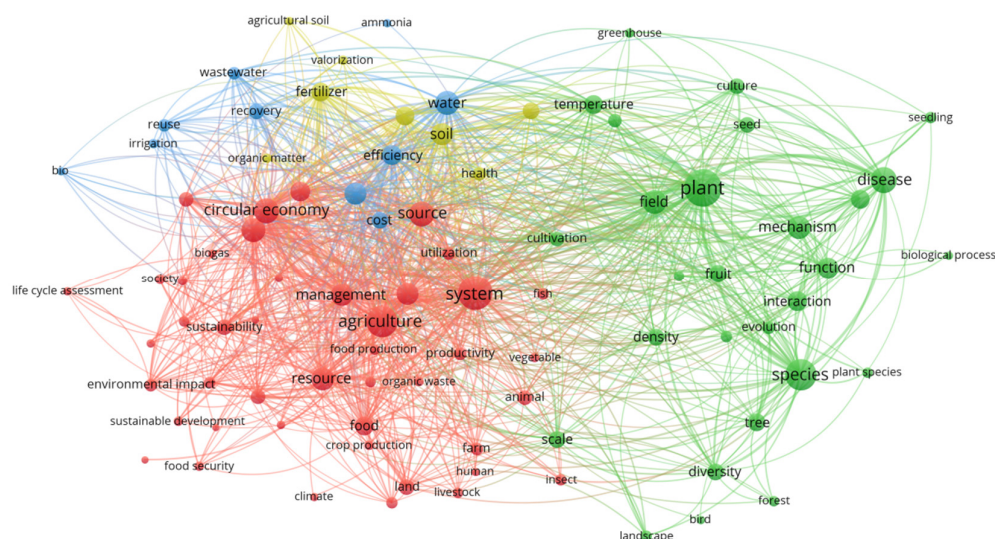 agricultural soil
ammonia
greenhouse
valorization
wastewater
culture
fertilizer
water
temperature
recovery
seedling
reuse
soil
seed
irrigation
organic matter
efficiency
bio
health
disease
plant
field
circular economy
source
cost
mechanism
cultivation
biogas
utilization
biological process
society
fruit
function
life cycle assessment
management
system
fish
interaction
sustainability
agriculture
evolution
density
food production
productivity
vegetable
environmental impact
resource
organic waste
species
plant species
animal
sustainable development
food
tree
crop production
scale
farm
food security
human
diversity
insect
climate
land
livestock
forest
bird
landscape